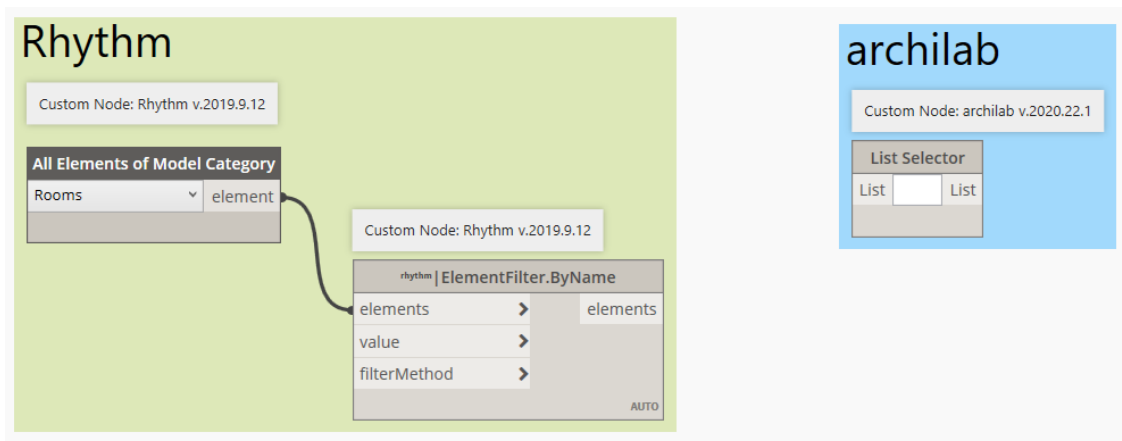 Rhythm
Custom Node: Rhythm v.2019.9.12
All Elements of Model Category
Rooms element
Custom Node: Rhythm v.2019.9.12
rhythm|ElementFilter.ByName
elements elements
value
filterMethod
AUTO
archilab
Custom Node: archilab v.2020.22.1
List Selector
List List